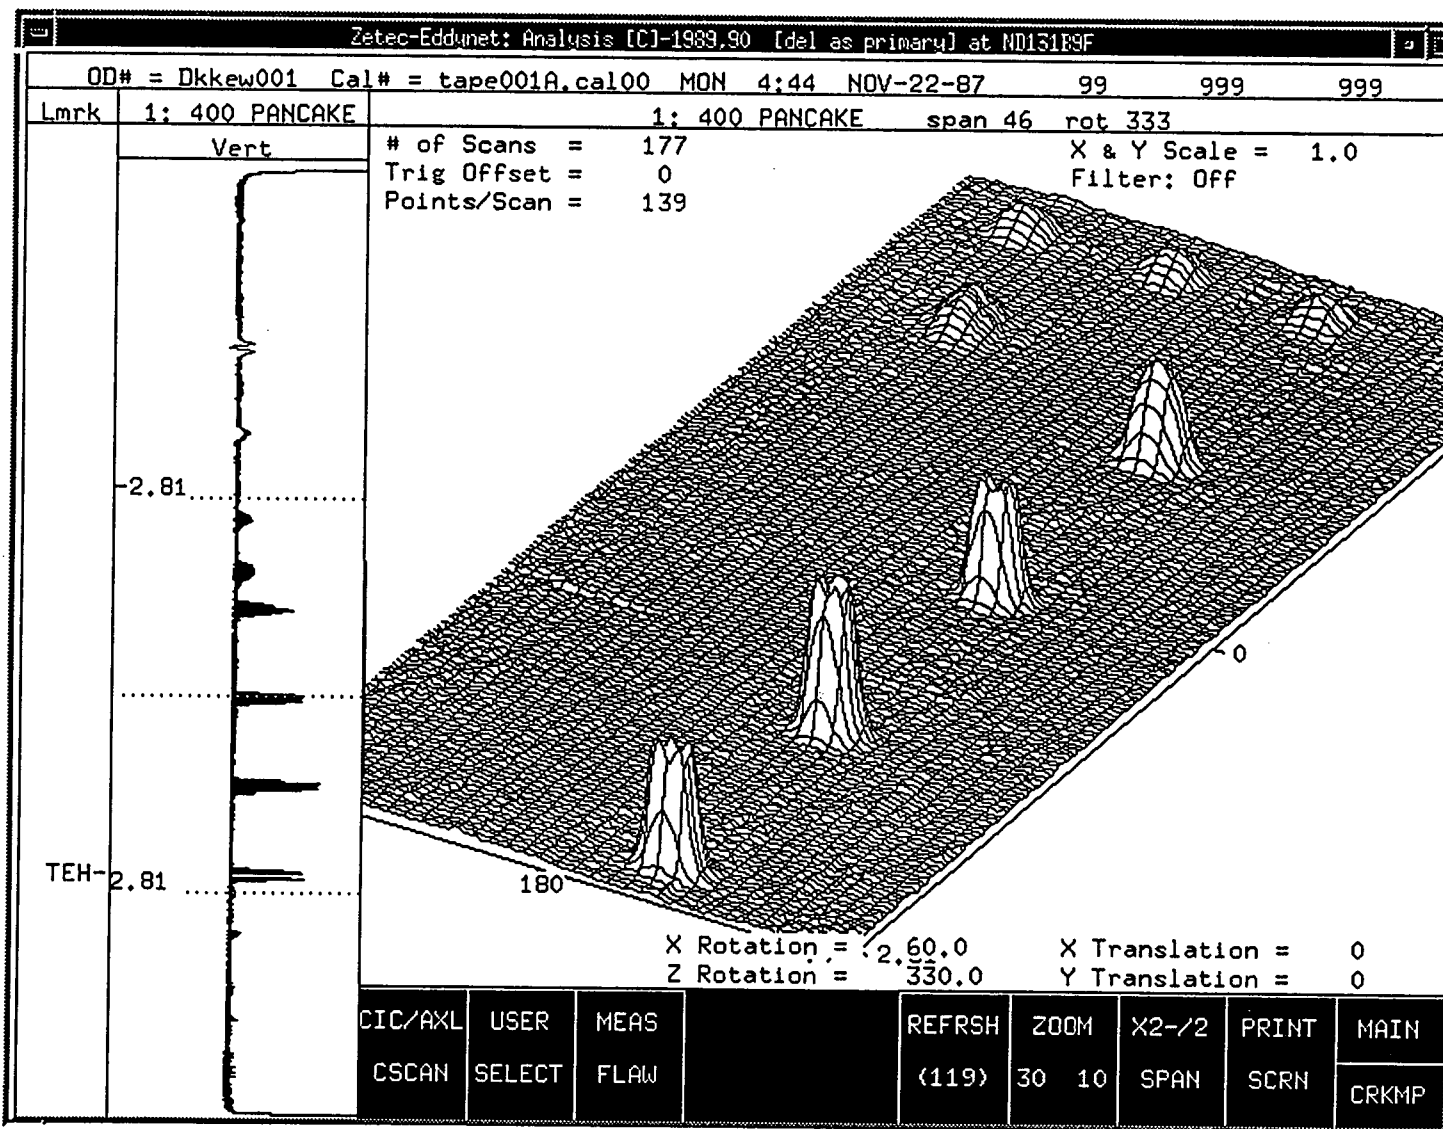 Zetec-Eddynet: Analysis [C]-1989,90 [del as primary] at ND131B9F
OD# = Dkkew001 Cal# = tape001A.cal00 MON 4:44 NOV-22-87 99 999 999
Lmrk 1: 400 PANCAKE 1: 400 PANCAKE span 46 rot 333
Vert
# of Scans = 177
Trig Offset = 0
Points/Scan = 139
X & Y Scale = 1.0
Filter: Off
-2.81
0
TEH-2.81
180
X Rotation = 60.0 X Translation = 0
Z Rotation = 330.0 Y Translation = 0
CIC/AXL USER MEAS REFRSH ZOOM X2-/2 PRINT MAIN
CSCAN SELECT FLAW (119) 30 10 SPAN SCRN CRKMP